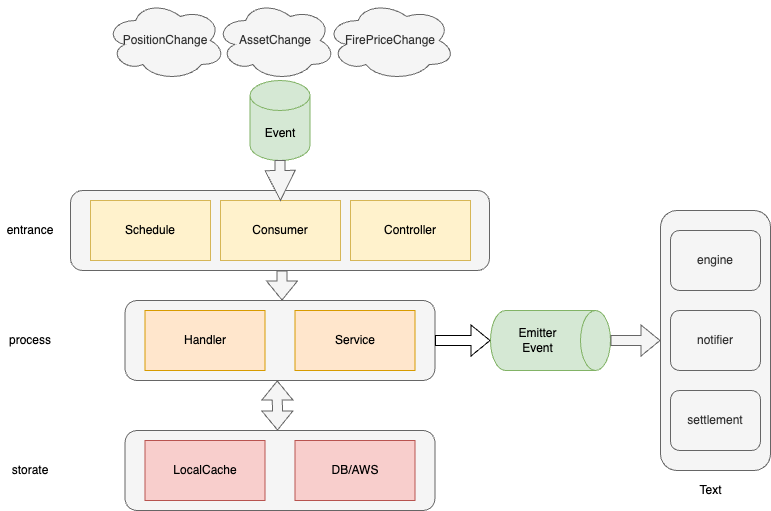 PositionChange
AssetChange
FirePriceChange
Event
entrance
Schedule
Consumer
Controller
process
Handler
Service
Emitter
Event
engine
notifier
settlement
storate
LocalCache
DB/AWS
Text